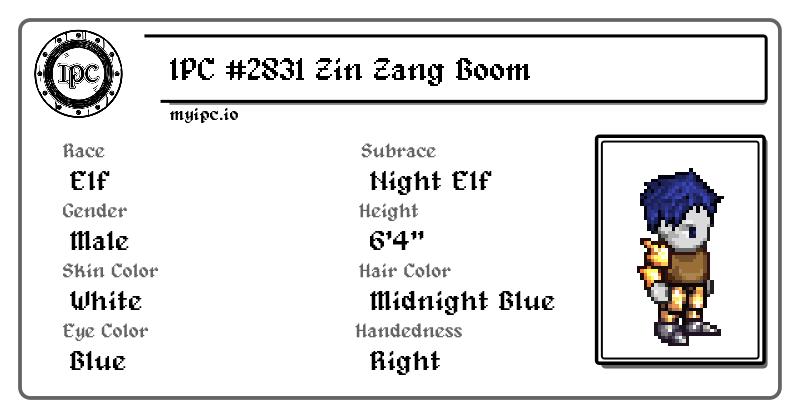 IPC
IPC #2831 Zin Zang Boom
myipc.io
Race
Elf
Subrace
Night Elf
Gender
Male
Height
6'4"
Skin Color
White
Hair Color
Midnight Blue
Eye Color
Blue
Handedness
Right